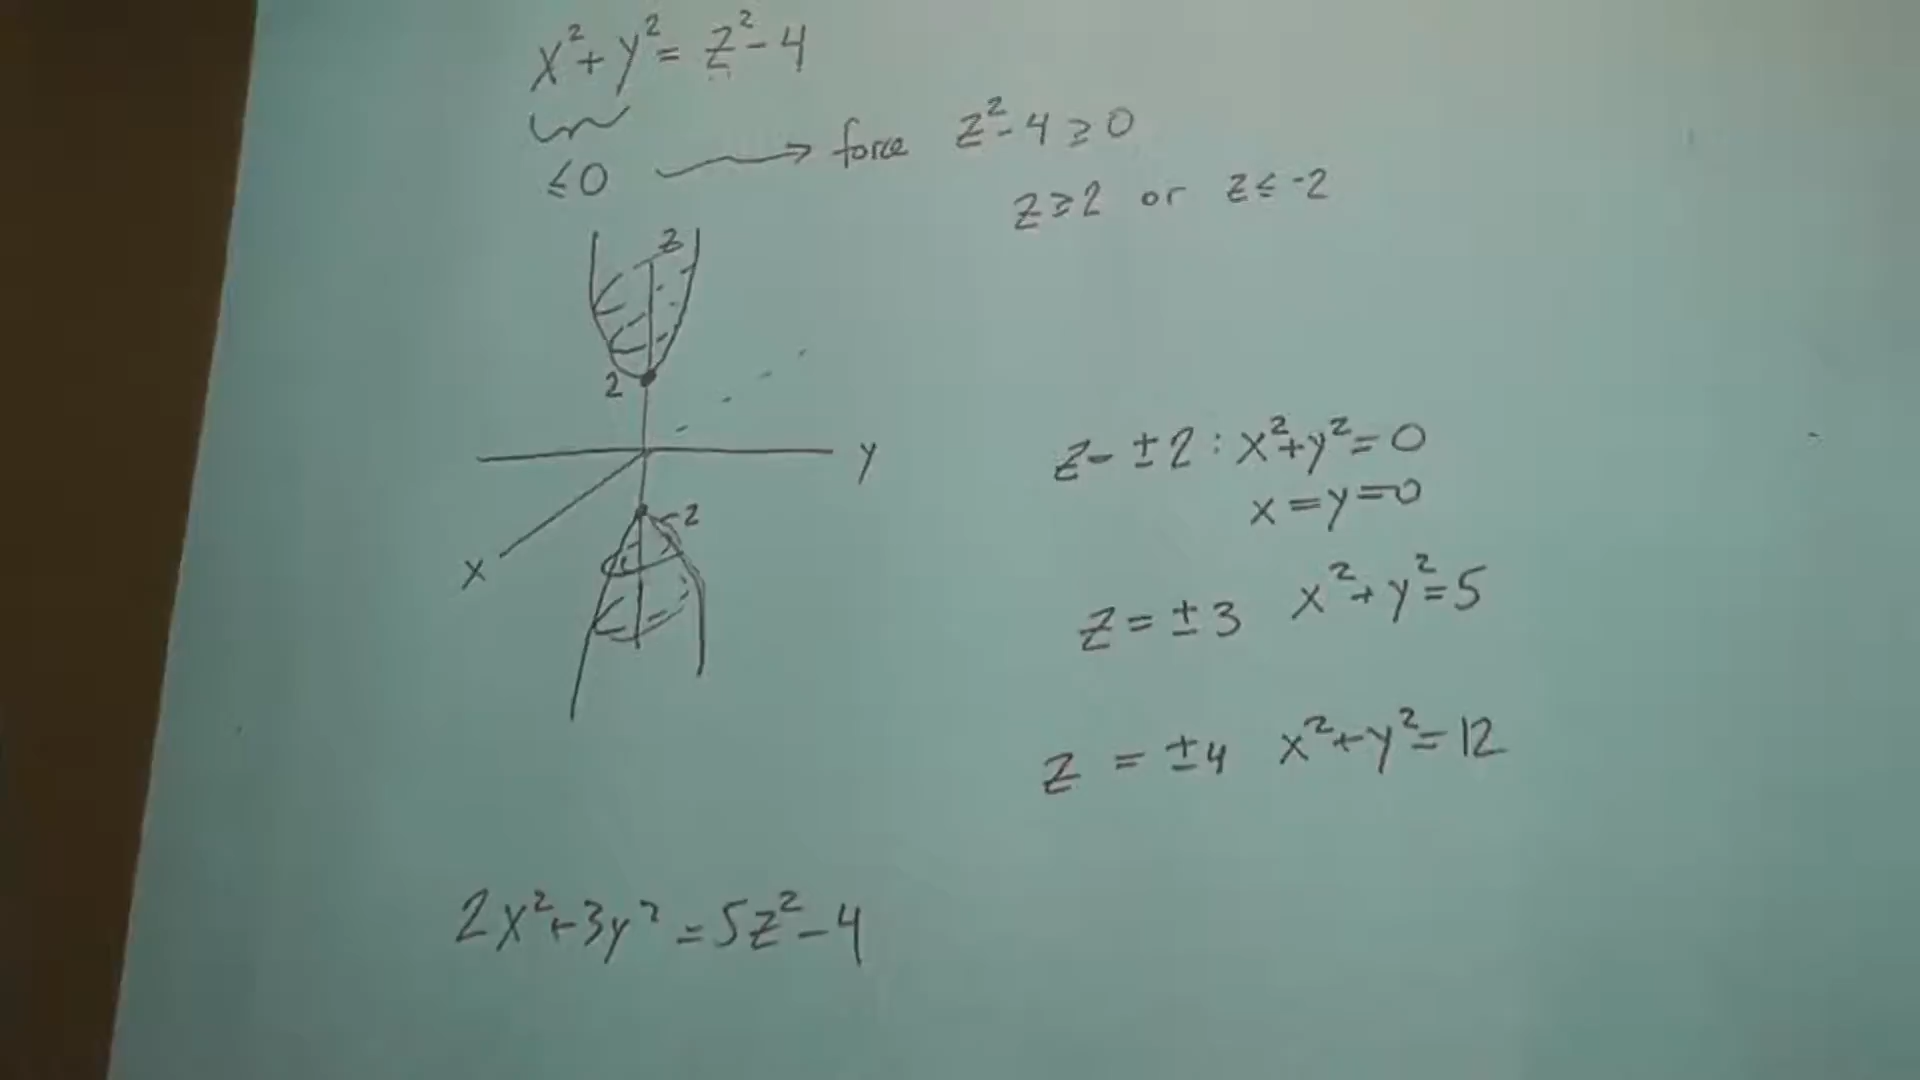 x²+y²= z²-4
≤0 → force z²-4≥0
z≥2 or z≤-2
z
2
y
-2
x
z- ±2: x²+y²=0
x=y=0
z=±3 x²+y²=5
z = ±4 x²+y²=12
2x²+3y²=5z²-4